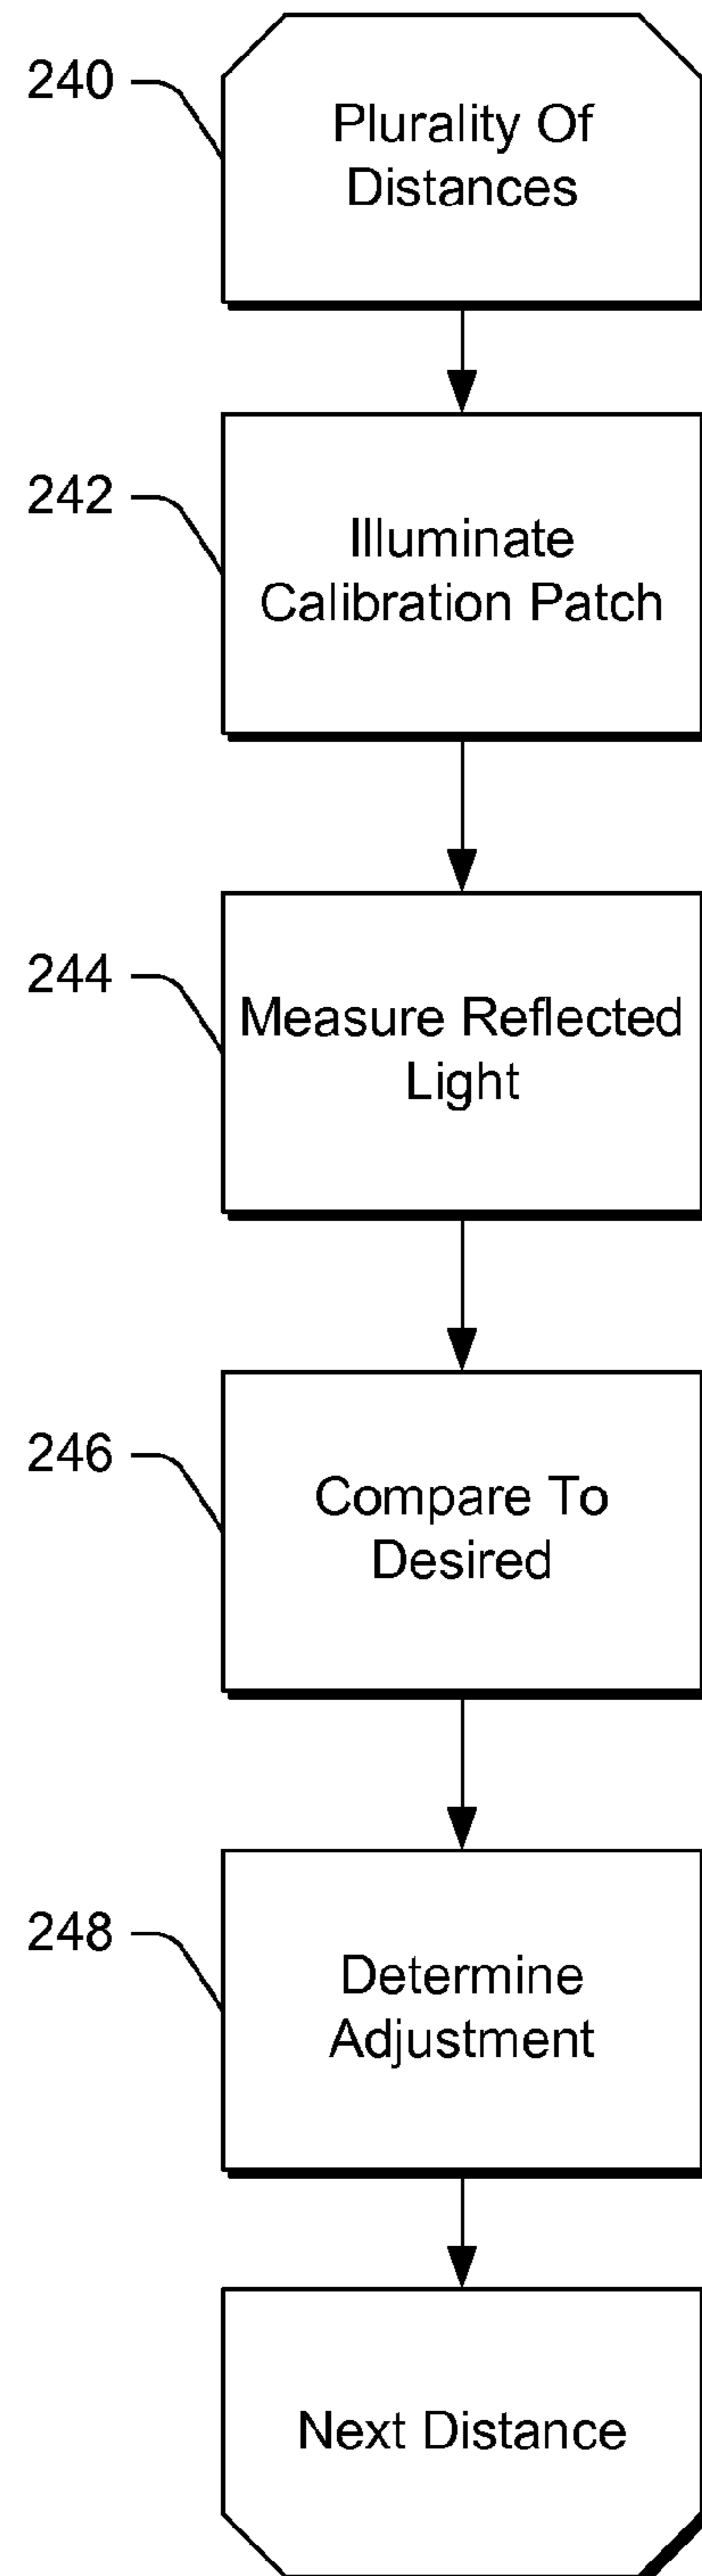 240
Plurality Of
Distances
242
Illuminate
Calibration Patch
244
Measure Reflected
Light
246
Compare To
Desired
248
Determine
Adjustment
Next Distance